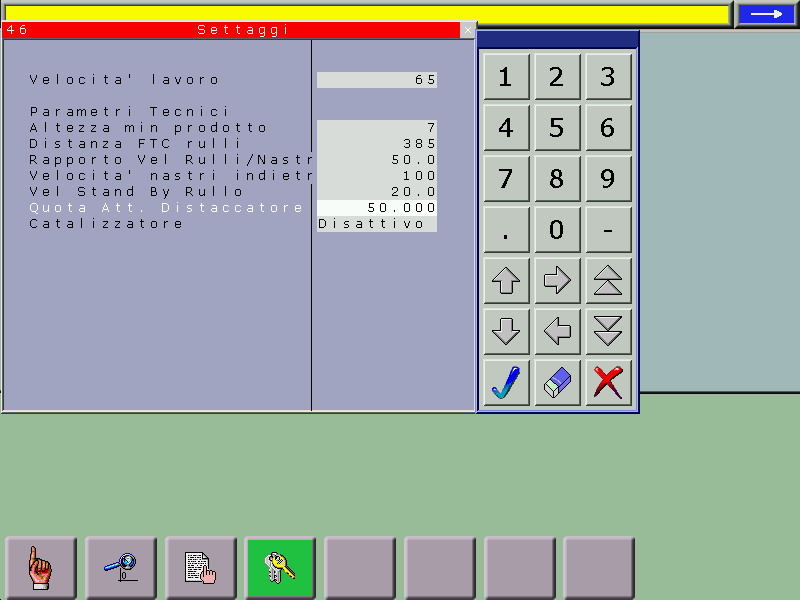 46 Settaggi ×
Velocita' lavoro 65
Parametri Tecnici
Altezza min prodotto 7
Distanza FTC rulli 385
Rapporto Vel Rulli/Nastr 50.0
Velocita' nastri indietr 100
Vel Stand By Rullo 20.0
Quota Att. Distaccatore 50.000
Catalizzatore Disattivo
1 2 3
4 5 6
7 8 9
. 0 -
0